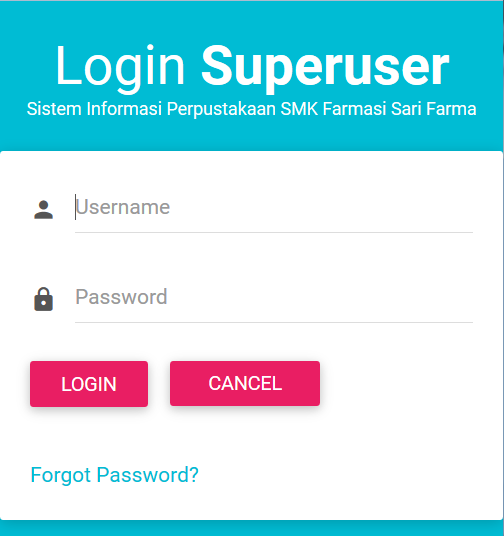 Login Superuser
Sistem Informasi Perpustakaan SMK Farmasi Sari Farma
Username
Password
LOGIN
CANCEL
Forgot Password?